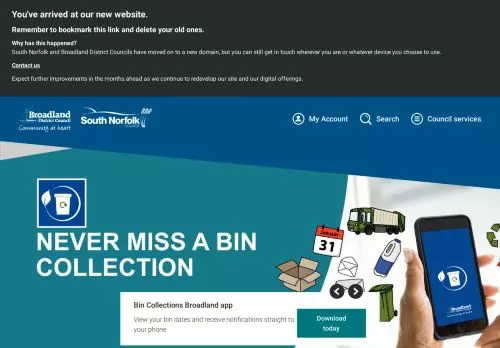 You've arrived at our new website.
Remember to bookmark this link and delete your old ones.
Why has this happened?
South Norfolk and Broadland District Councils have moved on to a new domain, but you can still get in touch wherever you are or whatever device you choose to use.
Contact us
Expect further improvements in the months ahead as we continue to redevelop our site and our digital offerings.
Broadland
District Council
Community at heart
South Norfolk
COUNCIL
My Account
Search
Council services
NEVER MISS A BIN
COLLECTION
JANUARY
31
Bin Collections Broadland app
View your bin dates and receive notifications straight to
your phone
Download
today
Broadland
Community at heart